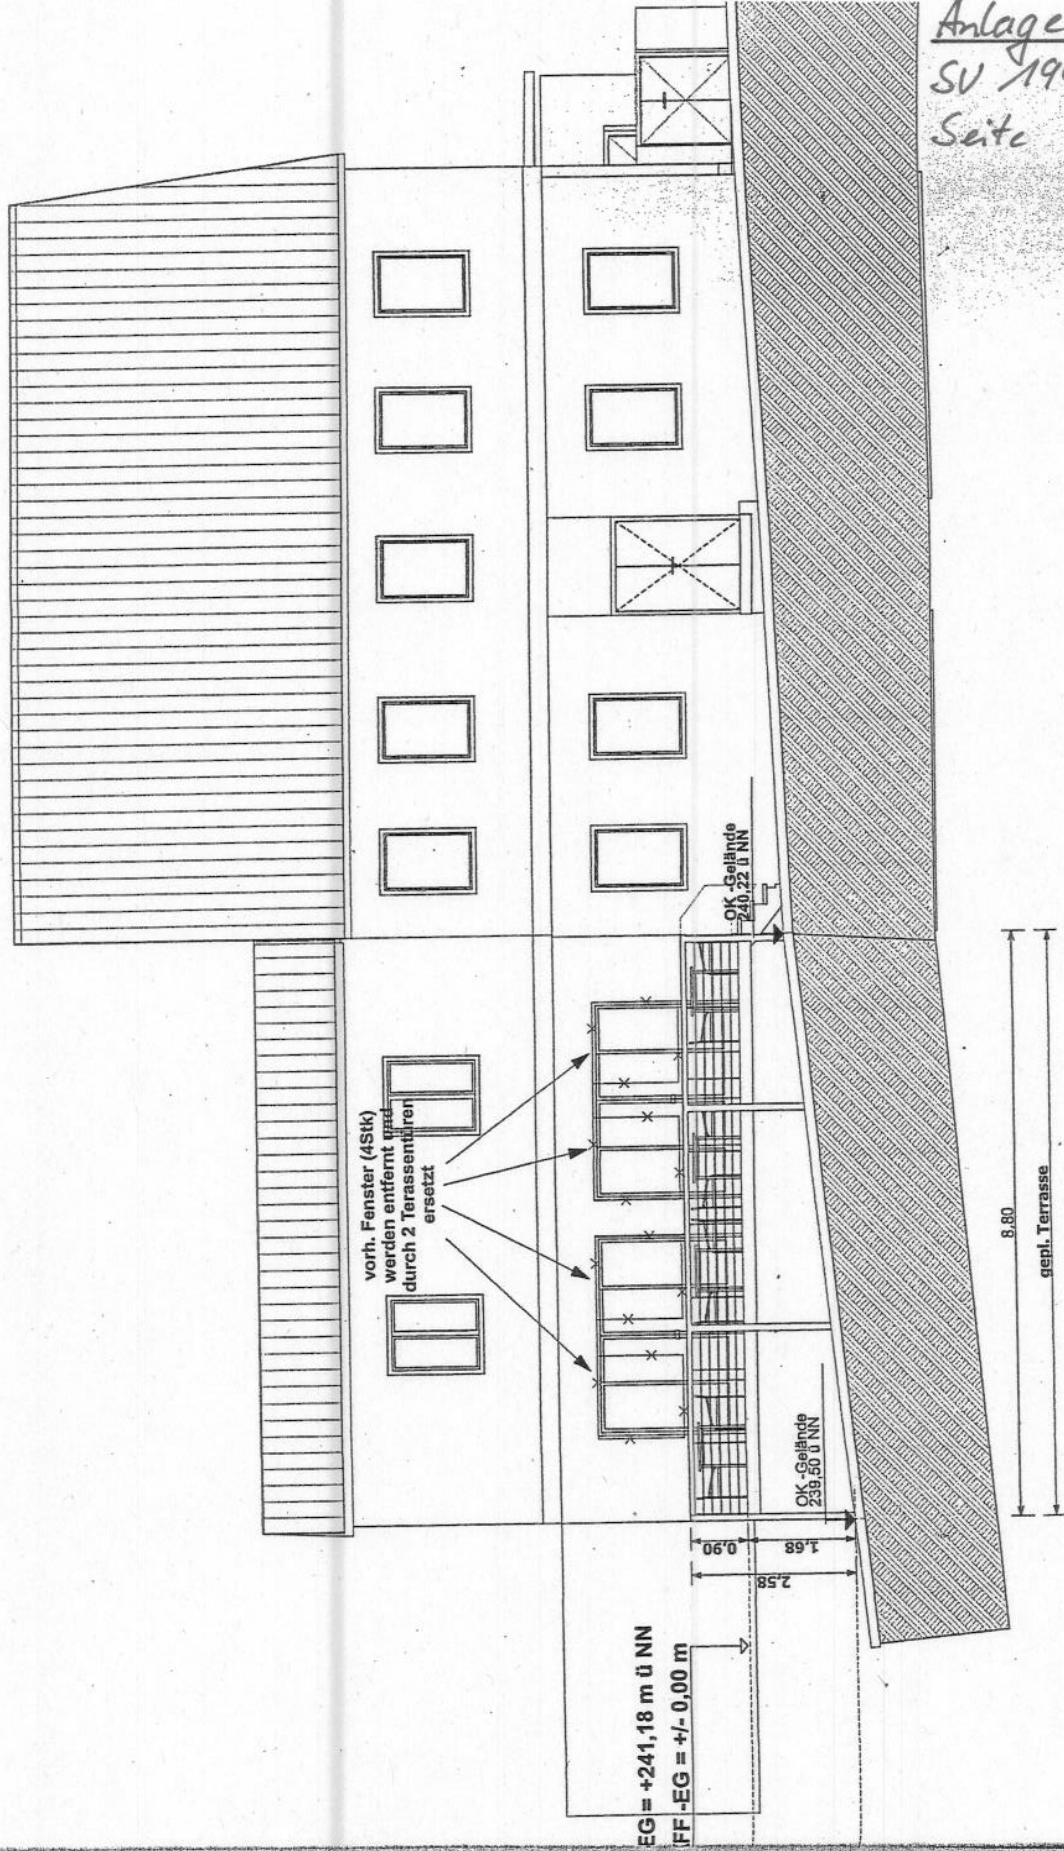 Anlage
SV 19
Seite
vorh. Fenster (4Stk)
werden entfernt und
durch 2 Terassentüren
ersetzt
OK -Gelände
240,22 ü NN
OK -Gelände
239,50 ü NN
0,90
1,68
2,58
EG = +241,18 m ü NN
FF -EG = +/- 0,00 m
8,80
gepl. Terrasse